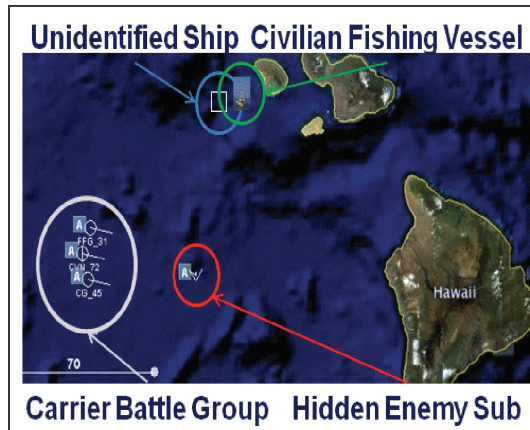 Unidentified Ship Civilian Fishing Vessel
A
FFG_31
A
CVN_72
A
CG_45
A
Hawaii
70
Carrier Battle Group Hidden Enemy Sub